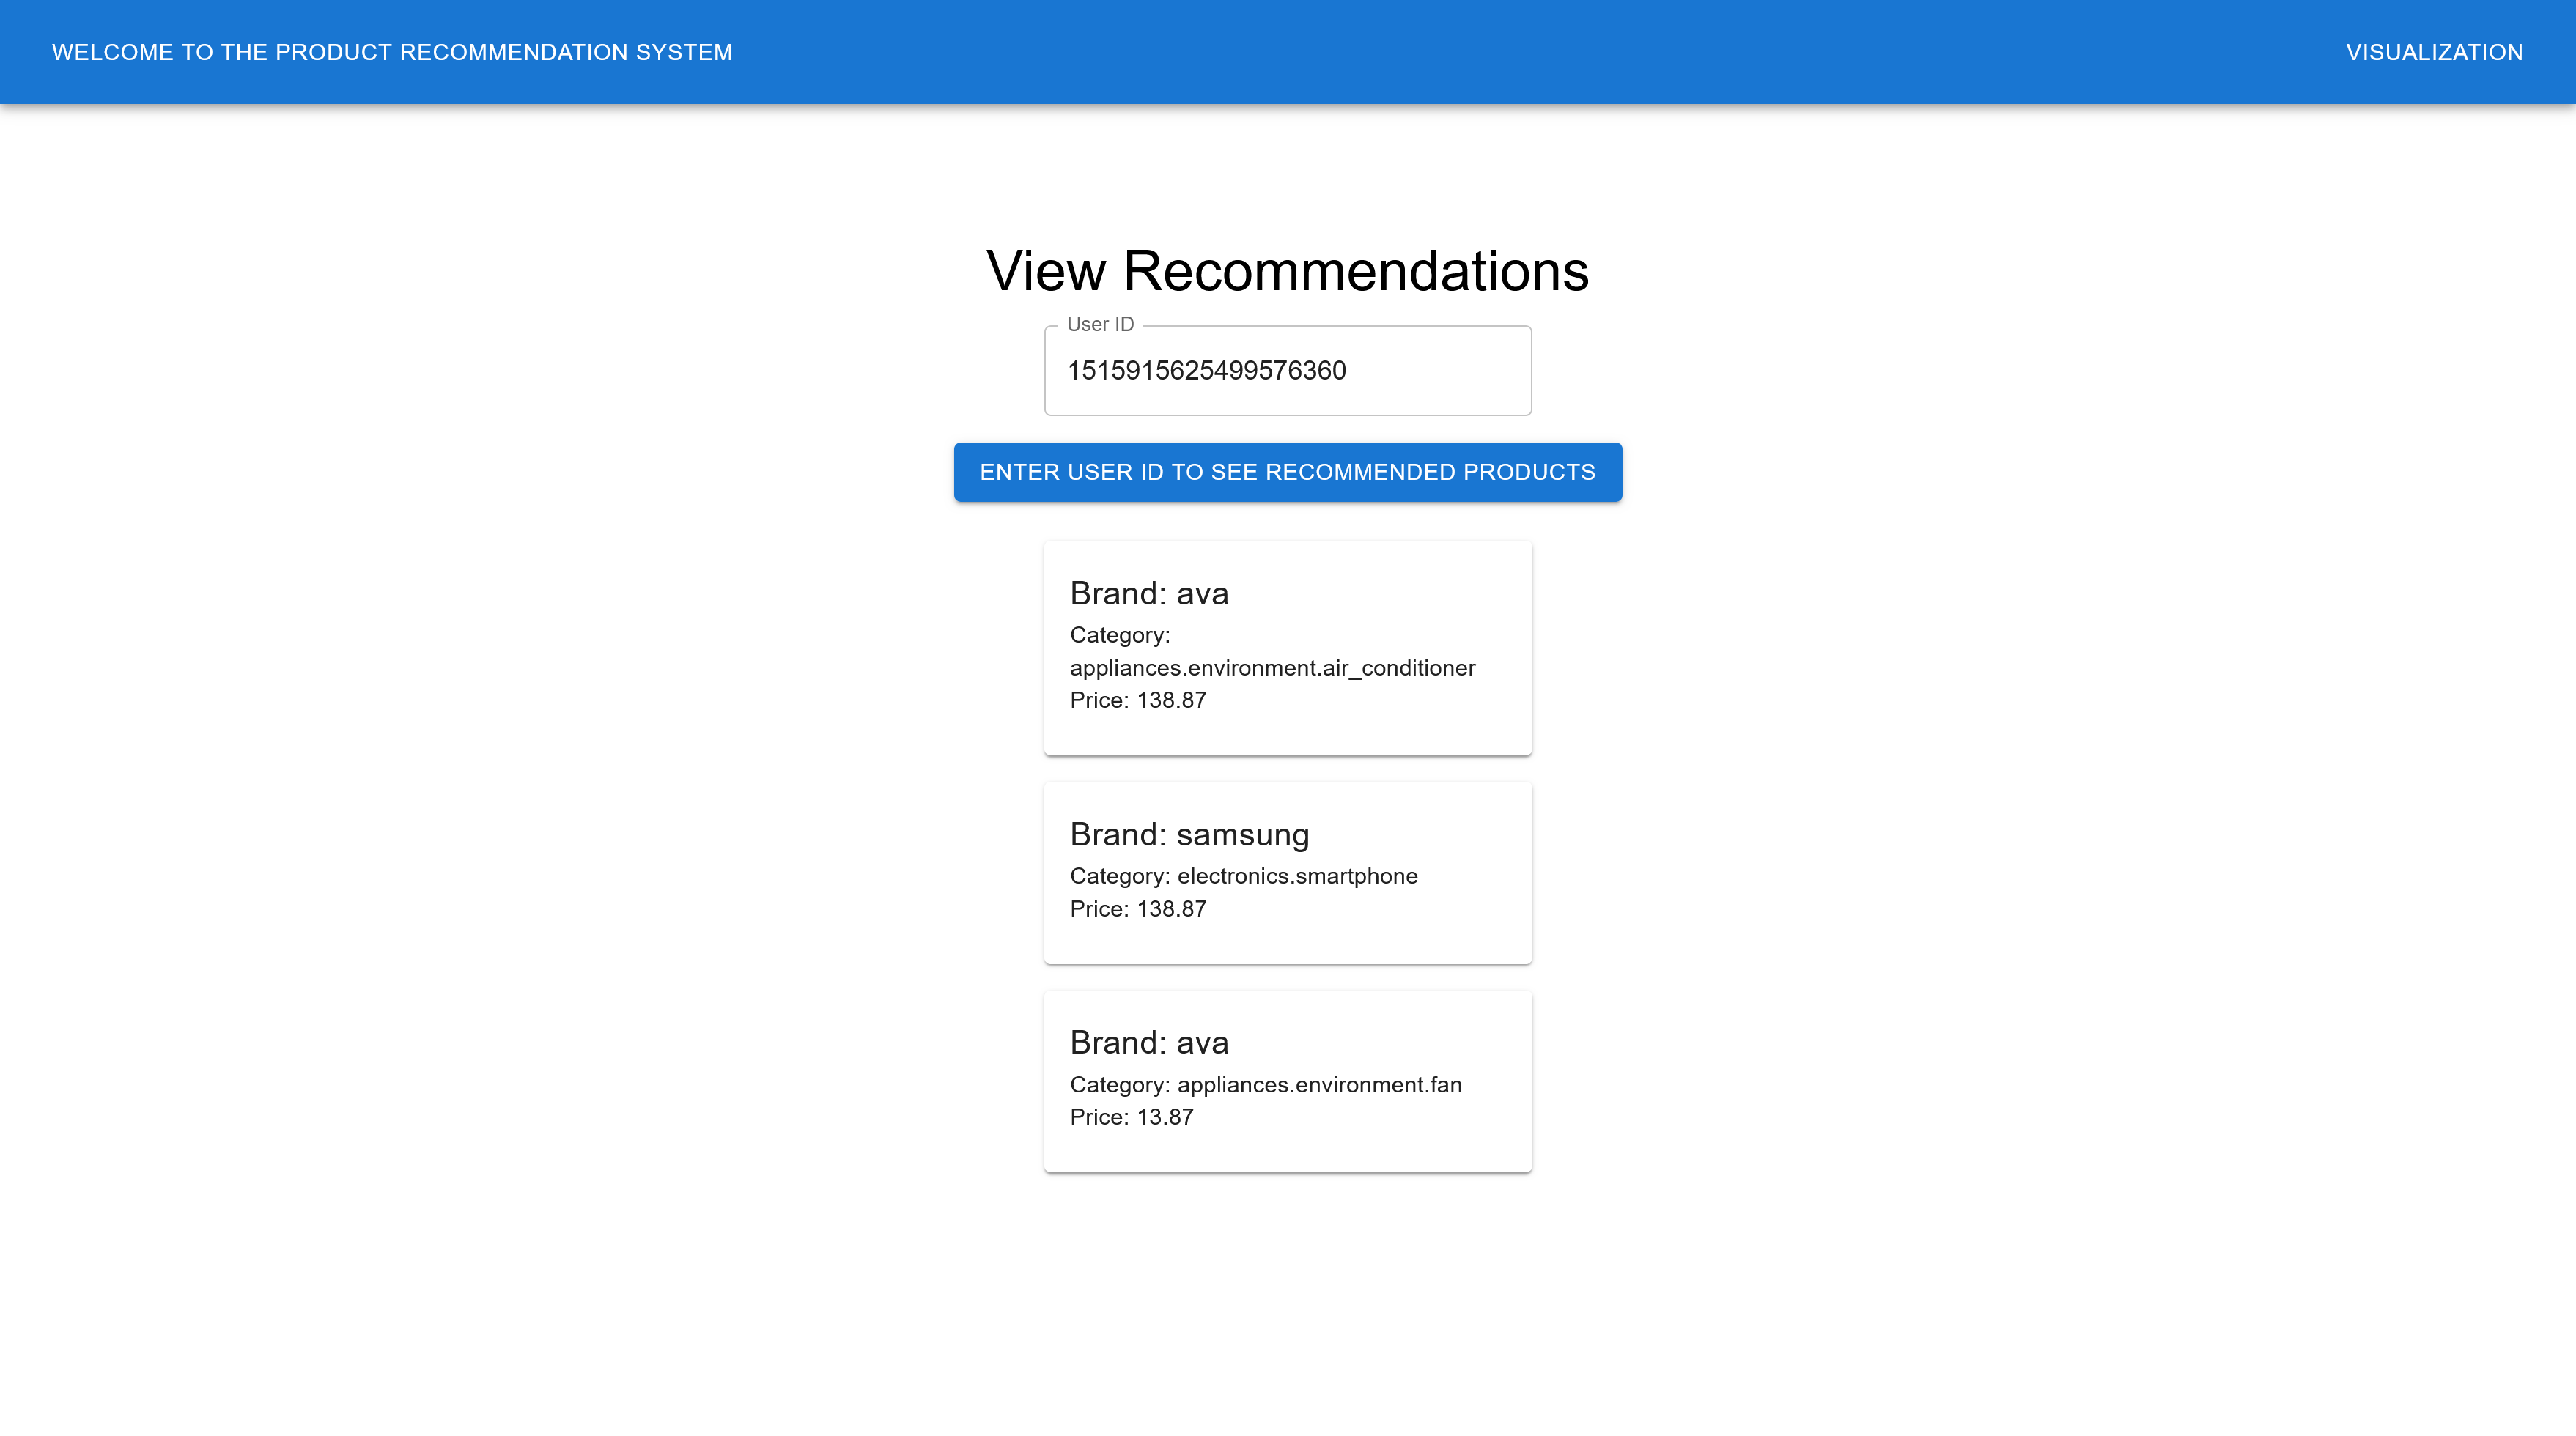 WELCOME TO THE PRODUCT RECOMMENDATION SYSTEM
VISUALIZATION
View Recommendations
User ID
1515915625499576360
ENTER USER ID TO SEE RECOMMENDED PRODUCTS
Brand: ava
Category:
appliances.environment.air_conditioner
Price: 138.87
Brand: samsung
Category: electronics.smartphone
Price: 138.87
Brand: ava
Category: appliances.environment.fan
Price: 13.87